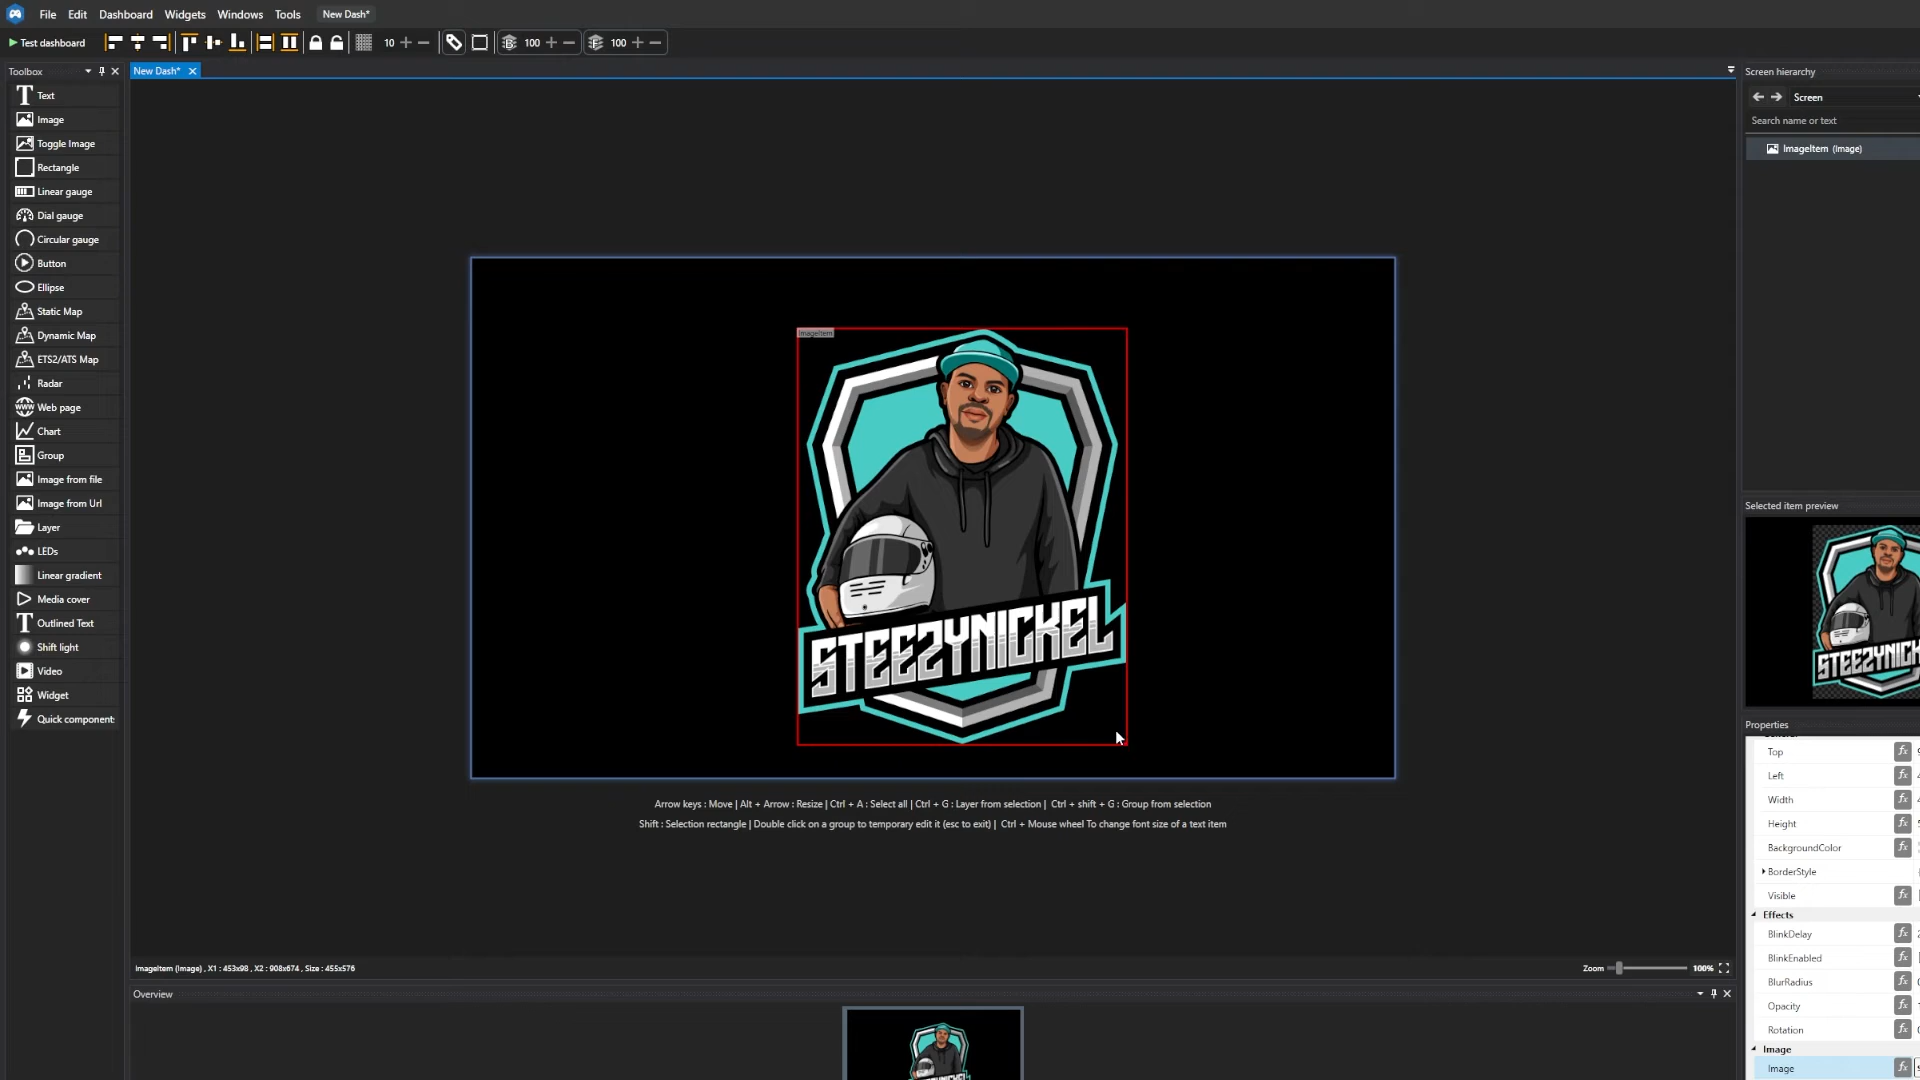 File Edit Dashboard Widgets Windows Tools New Dash*
Test dashboard 10 100 100
Toolbox
New Dash*
Screen hierarchy
Text
Image
Toggle Image
Rectangle
Linear gauge
Dial gauge
Circular gauge
Button
Ellipse
Static Map
Dynamic Map
ETS2/ATS Map
Radar
Web page
Chart
Group
Image from file
Image from Url
Layer
LEDs
Linear gradient
Media cover
Outlined Text
Shift light
Video
Widget
Quick component
Screen
Search name or text
ImageItem (Image)
ImageItem
STEEZYNICKEL
Arrow keys : Move | Alt + Arrow : Resize | Ctrl + A : Select all | Ctrl + G : Layer from selection | Ctrl + shift + G : Group from selection
Shift : Selection rectangle | Double click on a group to temporary edit it (esc to exit) | Ctrl + Mouse wheel To change font size of a text item
Selected item preview
Properties
Top
Left
Width
Height
BackgroundColor
BorderStyle
Visible
Effects
BlinkDelay
BlinkEnabled
BlurRadius
Opacity
Rotation
Image
Image
ImageItem (Image) , X1 : 453x98 , X2 : 908x674 , Size : 455x576
Zoom 100%
Overview